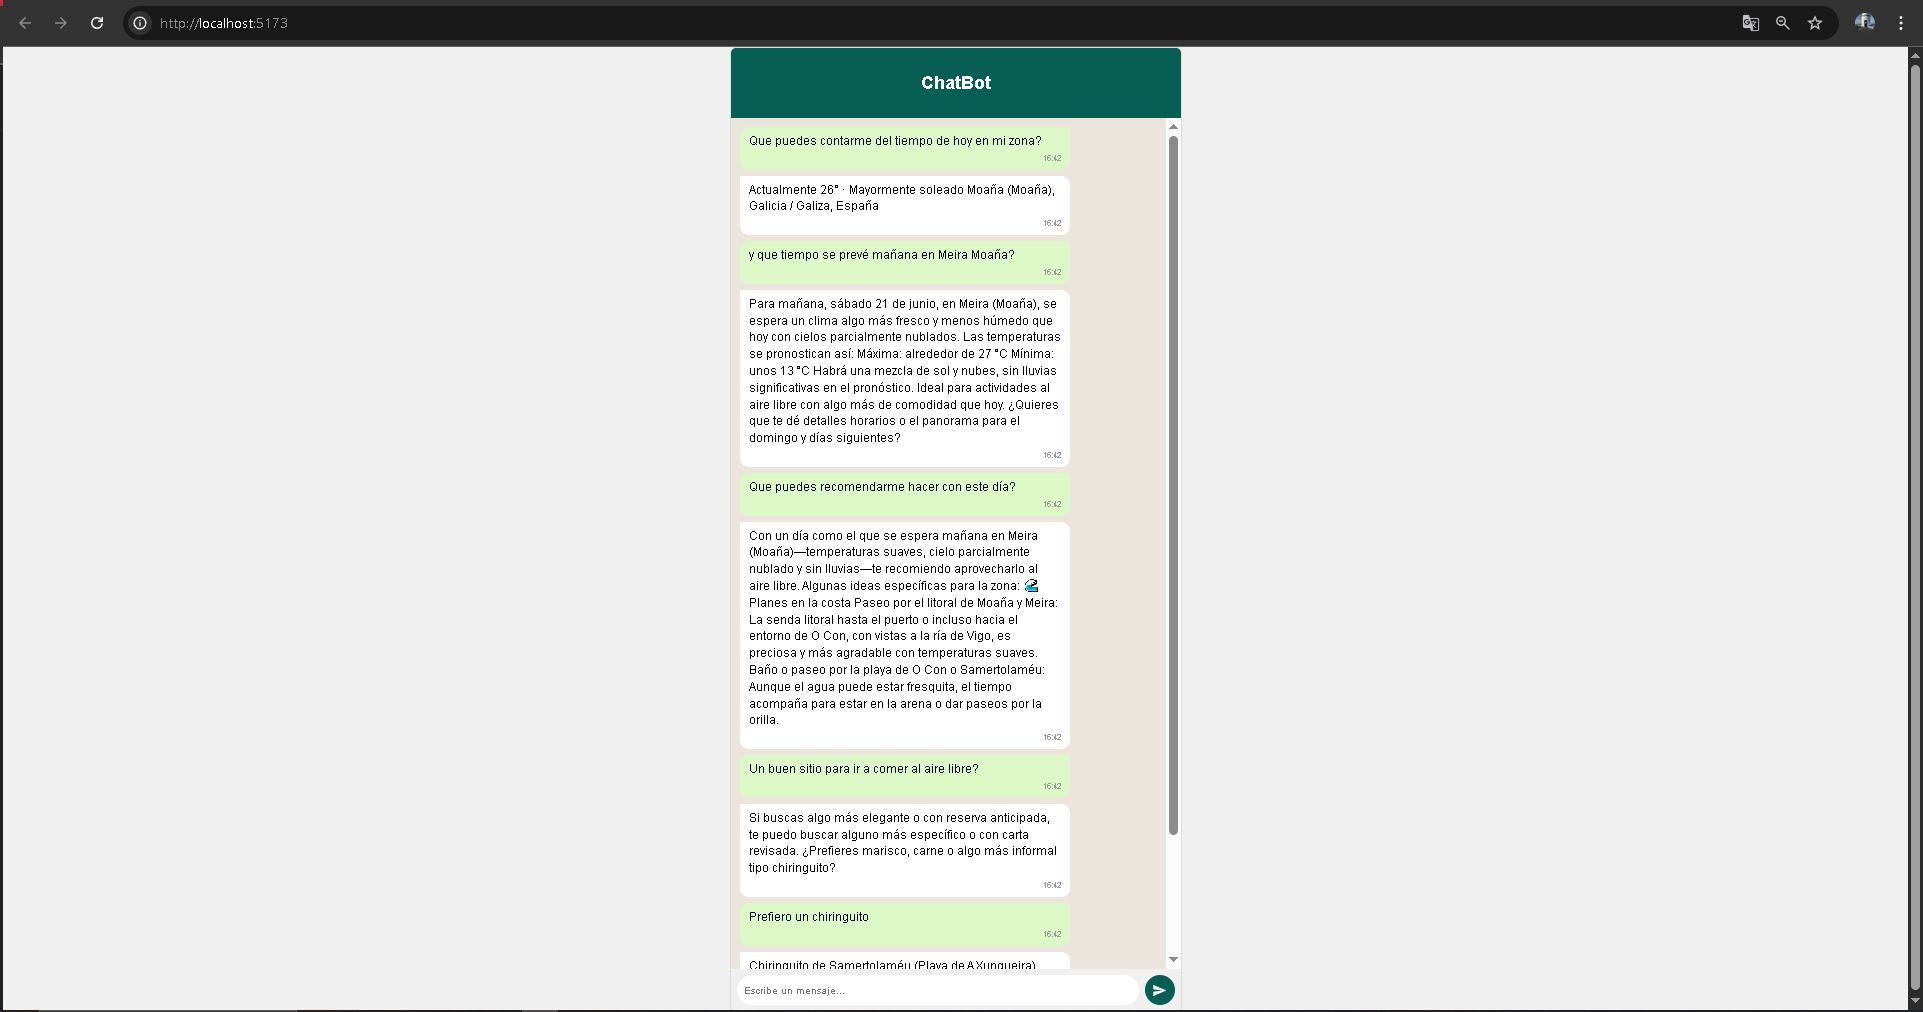 http://localhost:5173
ChatBot
Que puedes contarme del tiempo de hoy en mi zona?
16:42
Actualmente 26° · Mayormente soleado Moaña (Moaña),
Galicia / Galiza, España
16:42
y que tiempo se prevé mañana en Meira Moaña?
16:42
Para mañana, sábado 21 de junio, en Meira (Moaña), se
espera un clima algo más fresco y menos húmedo que
hoy con cielos parcialmente nublados. Las temperaturas
se pronostican así: Máxima: alrededor de 27 °C Mínima:
unos 13 °C Habrá una mezcla de sol y nubes, sin lluvias
significativas en el pronóstico. Ideal para actividades al
aire libre con algo más de comodidad que hoy. ¿Quieres
que te dé detalles horarios o el panorama para el
domingo y días siguientes?
16:42
Que puedes recomendarme hacer con este día?
16:42
Con un día como el que se espera mañana en Meira
(Moaña)—temperaturas suaves, cielo parcialmente
nublado y sin lluvias—te recomiendo aprovecharlo al
aire libre. Algunas ideas específicas para la zona: 🌊
Planes en la costa Paseo por el litoral de Moaña y Meira:
La senda litoral hasta el puerto o incluso hacia el
entorno de O Con, con vistas a la ría de Vigo, es
preciosa y más agradable con temperaturas suaves.
Baño o paseo por la playa de O Con o Samertolaméu:
Aunque el agua puede estar fresquita, el tiempo
acompaña para estar en la arena o dar paseos por la
orilla.
16:42
Un buen sitio para ir a comer al aire libre?
16:42
Si buscas algo más elegante o con reserva anticipada,
te puedo buscar alguno más específico o con carta
revisada. ¿Prefieres marisco, carne o algo más informal
tipo chiringuito?
16:42
Prefiero un chiringuito
16:42
Chiringuito de Samertolaméu (Playa de A Xunqueira)
Escribe un mensaje...